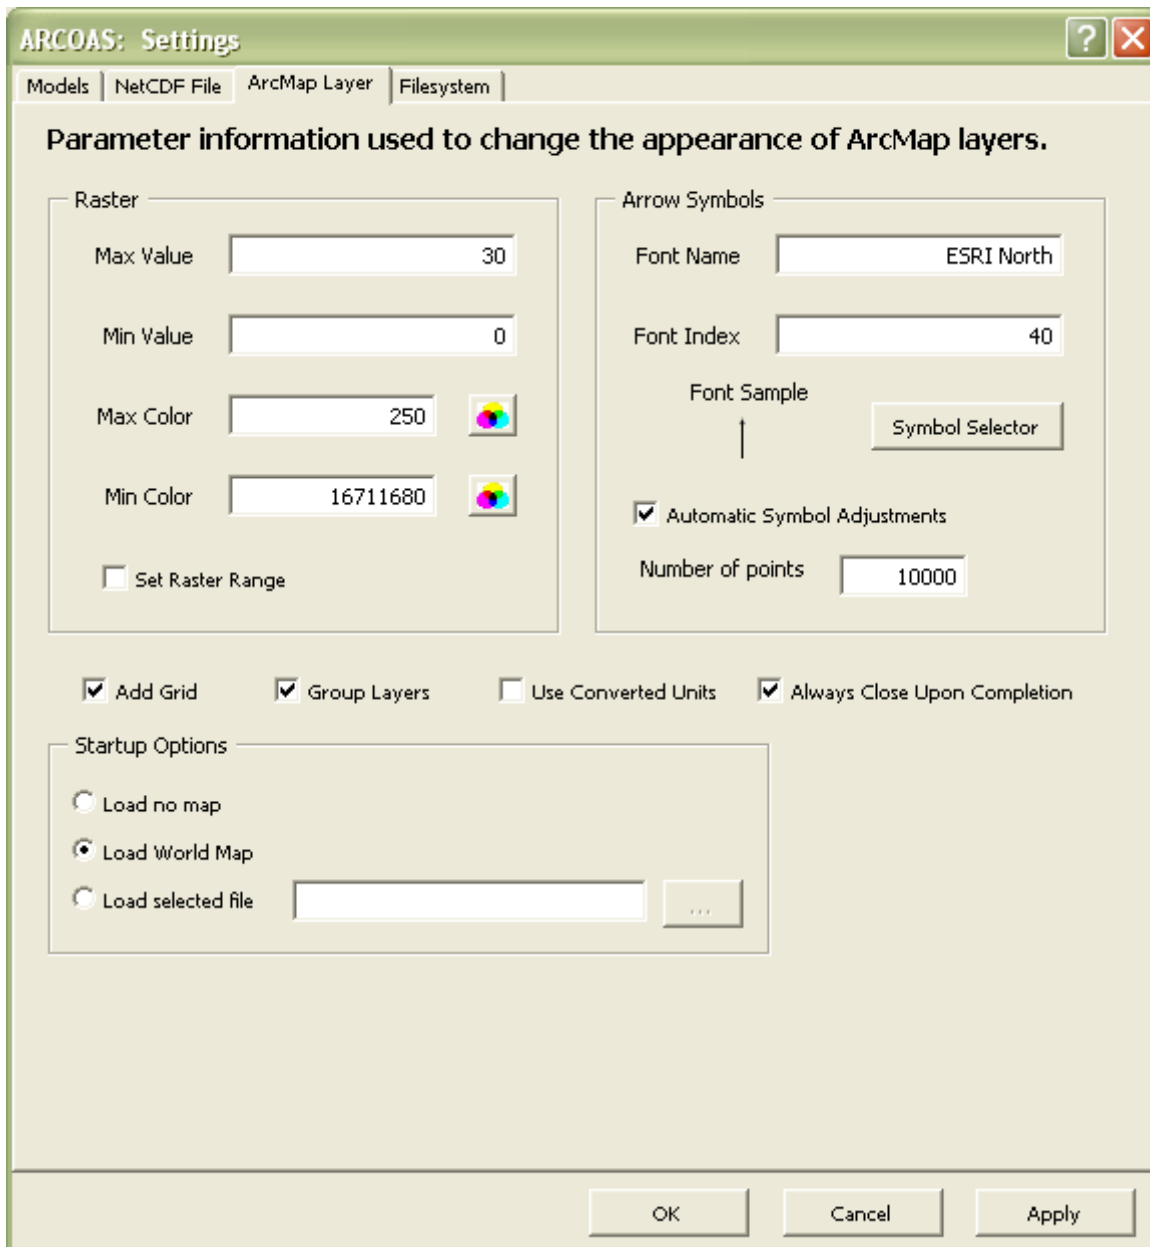 ARCOAS: Settings
?
Models NetCDF File ArcMap Layer Filesystem
Parameter information used to change the appearance of ArcMap layers.
Raster
Max Value 30
Min Value 0
Max Color 250
Min Color 16711680
Set Raster Range
Arrow Symbols
Font Name ESRI North
Font Index 40
Font Sample
Symbol Selector
Automatic Symbol Adjustments
Number of points 10000
Add Grid Group Layers Use Converted Units Always Close Upon Completion
Startup Options
Load no map
Load World Map
Load selected file ...
OK Cancel Apply